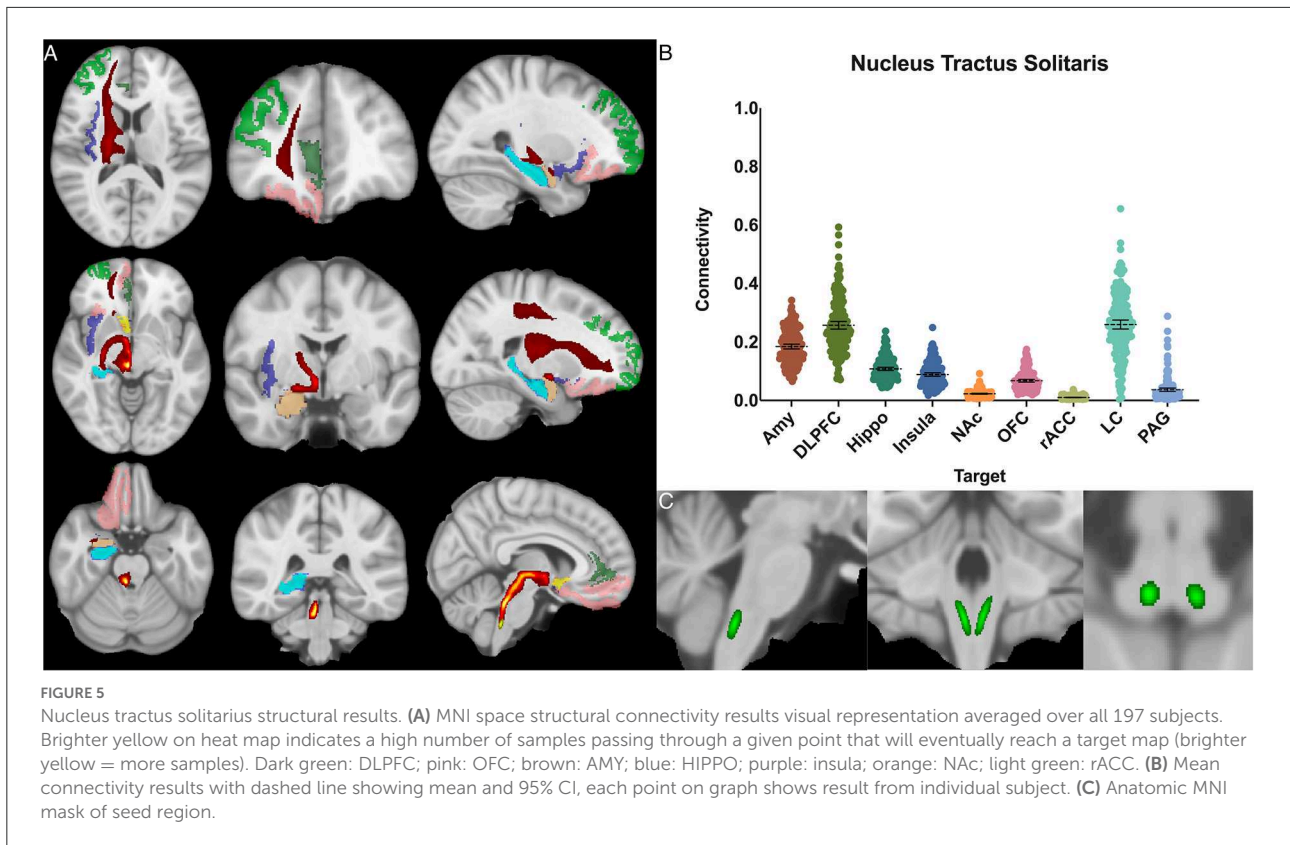 A
B
Nucleus Tractus Solitaris
1.0
0.8
0.6
0.4
0.2
0.0
Connectivity
Amy
DLPFC
Hippo
Insula
NAc
OFC
rACC
LC
PAG
Target
C
FIGURE 5
Nucleus tractus solitarius structural results. (A) MNI space structural connectivity results visual representation averaged over all 197 subjects.
Brighter yellow on heat map indicates a high number of samples passing through a given point that will eventually reach a target map (brighter
yellow = more samples). Dark green: DLPFC; pink: OFC; brown: AMY; blue: HIPPO; purple: insula; orange: NAc; light green: rACC. (B) Mean
connectivity results with dashed line showing mean and 95% CI, each point on graph shows result from individual subject. (C) Anatomic MNI
mask of seed region.